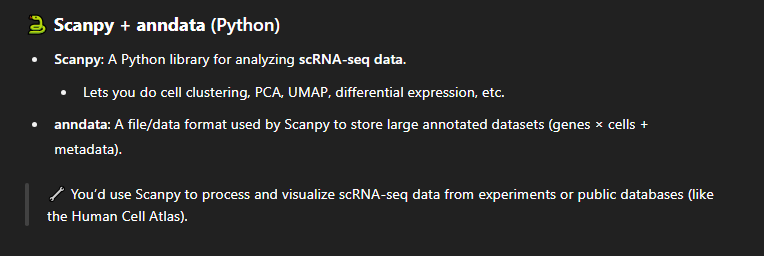 🐍 Scanpy + anndata (Python)
• Scanpy: A Python library for analyzing scRNA-seq data.
• Lets you do cell clustering, PCA, UMAP, differential expression, etc.
• anndata: A file/data format used by Scanpy to store large annotated datasets (genes × cells +
metadata).
🔧 You’d use Scanpy to process and visualize scRNA-seq data from experiments or public databases (like
the Human Cell Atlas).